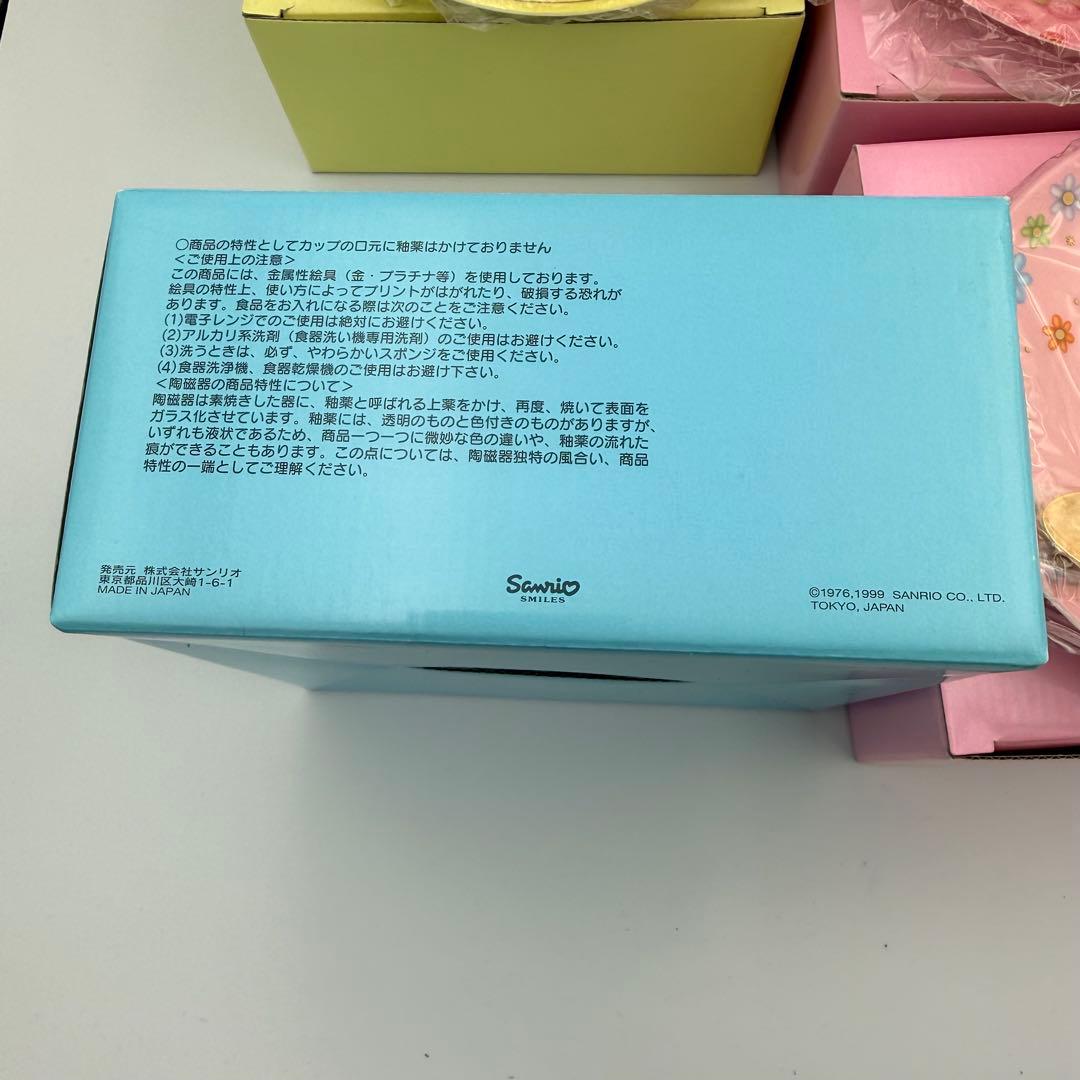 ○商品の特性としてカップの口元に釉薬はかけておりません
＜ご使用上の注意＞
この商品には、金属性絵具（金・プラチナ等）を使用しております。
絵具の特性上、使い方によってプリントがはがれたり、破損する恐れが
あります。食品をお入れになる際は次のことをご注意ください。
(1)電子レンジでのご使用は絶対にお避けください。
(2)アルカリ系洗剤（食器洗い機専用洗剤）のご使用はお避けください。
(3)洗うときは、必ず、やわらかいスポンジをご使用ください。
(4)食器洗浄機、食器乾燥機のご使用はお避け下さい。
＜陶磁器の商品特性について＞
陶磁器は素焼きした器に、釉薬と呼ばれる上薬をかけ、再度、焼いて表面を
ガラス化させています。釉薬には、透明のものと色付きのものがありますが、
いずれも液状であるため、商品一つ一つに微妙な色の違いや、釉薬の流れた
痕ができることもあります。この点については、陶磁器独特の風合い、商品
特性の一端としてご理解ください。
発売元 株式会社サンリオ
東京都品川区大崎1-6-1
MADE IN JAPAN
Sanrio
SMILES
©1976,1999 SANRIO CO., LTD.
TOKYO, JAPAN